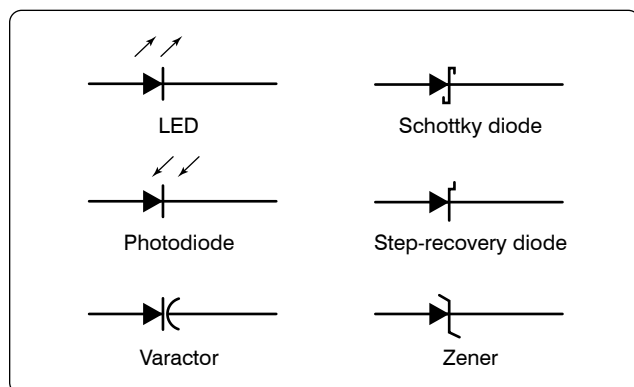 LED
Schottky diode
Photodiode
Step-recovery diode
Varactor
Zener